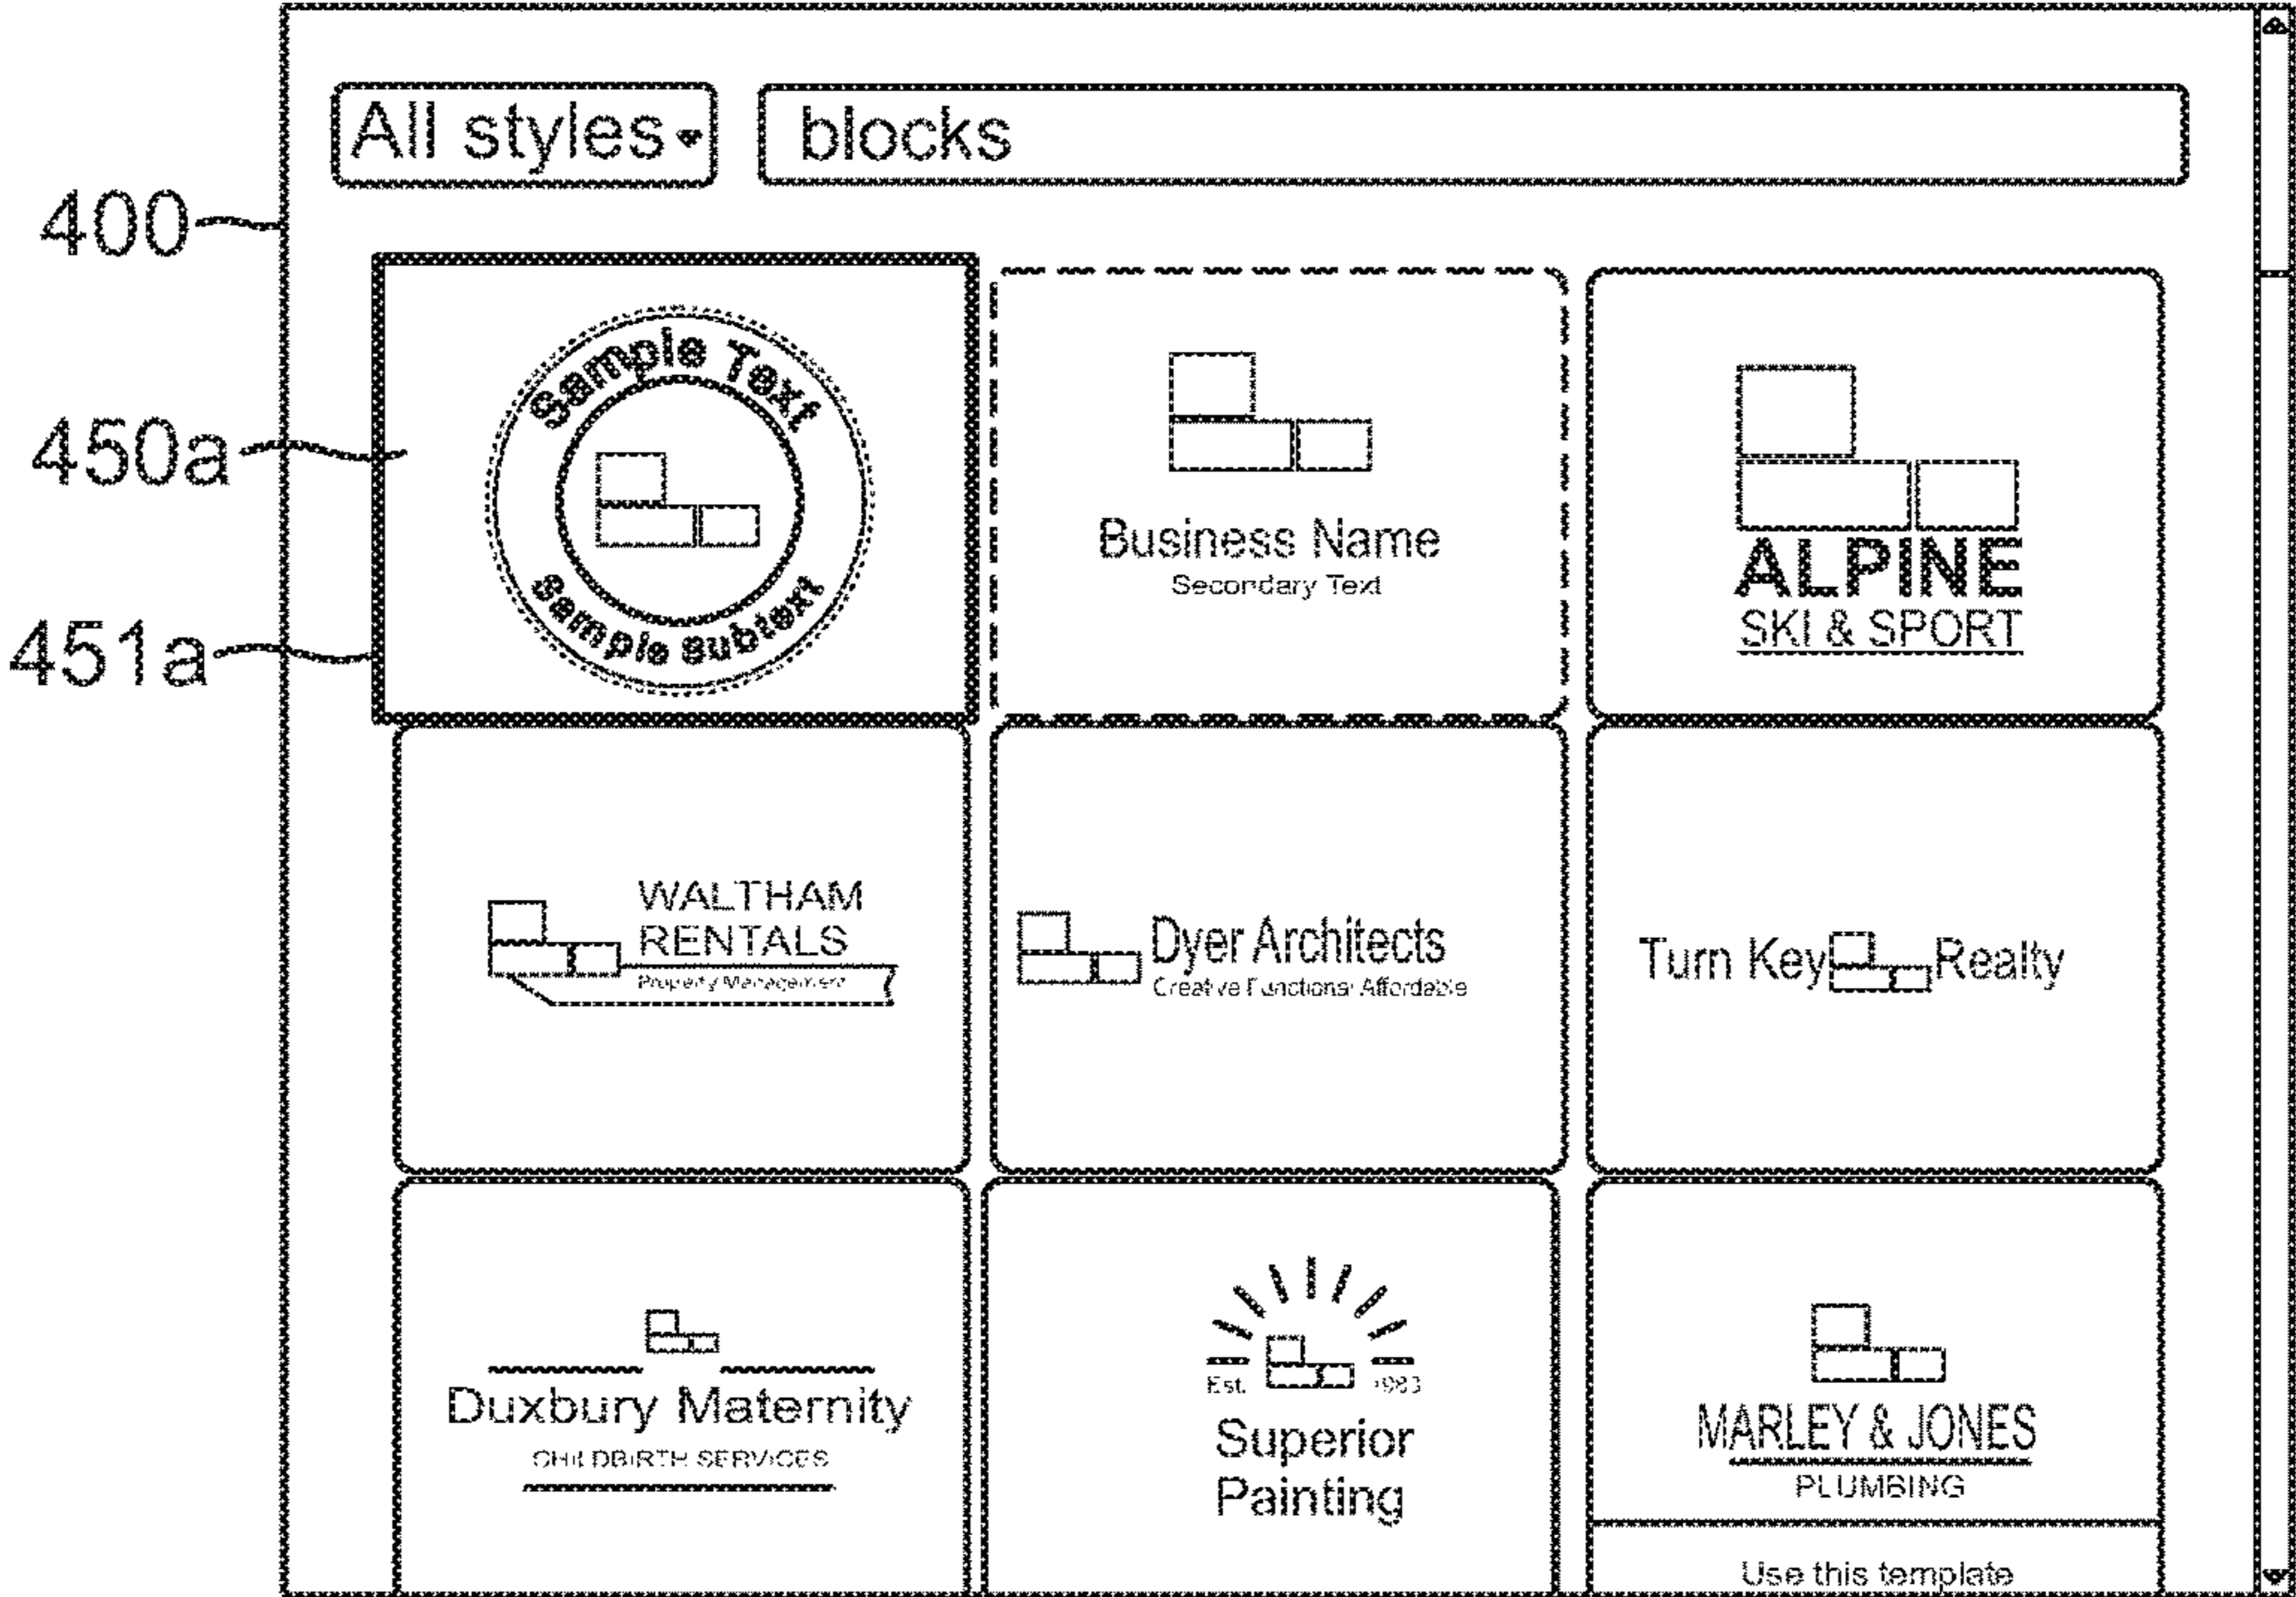 All styles
blocks
400
450a
451a
Sample Text
Sample subtext
Business Name
Secondary Text
ALPINE
SKI & SPORT
WALTHAM
RENTALS
Property Management
Dyer Architects
Creative Functional Affordable
Turn Key Realty
Duxbury Maternity
CHILDBIRTH SERVICES
Est. 1983
Superior
Painting
MARLEY & JONES
PLUMBING
Use this template